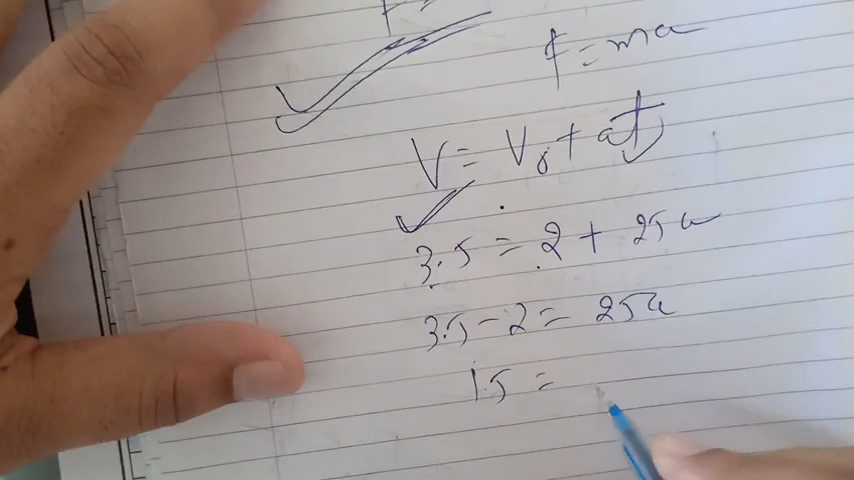 F = ma
V = V₀ + at
3.5 = 2 + 25a
3.5 - 2 = 25a
1.5 =